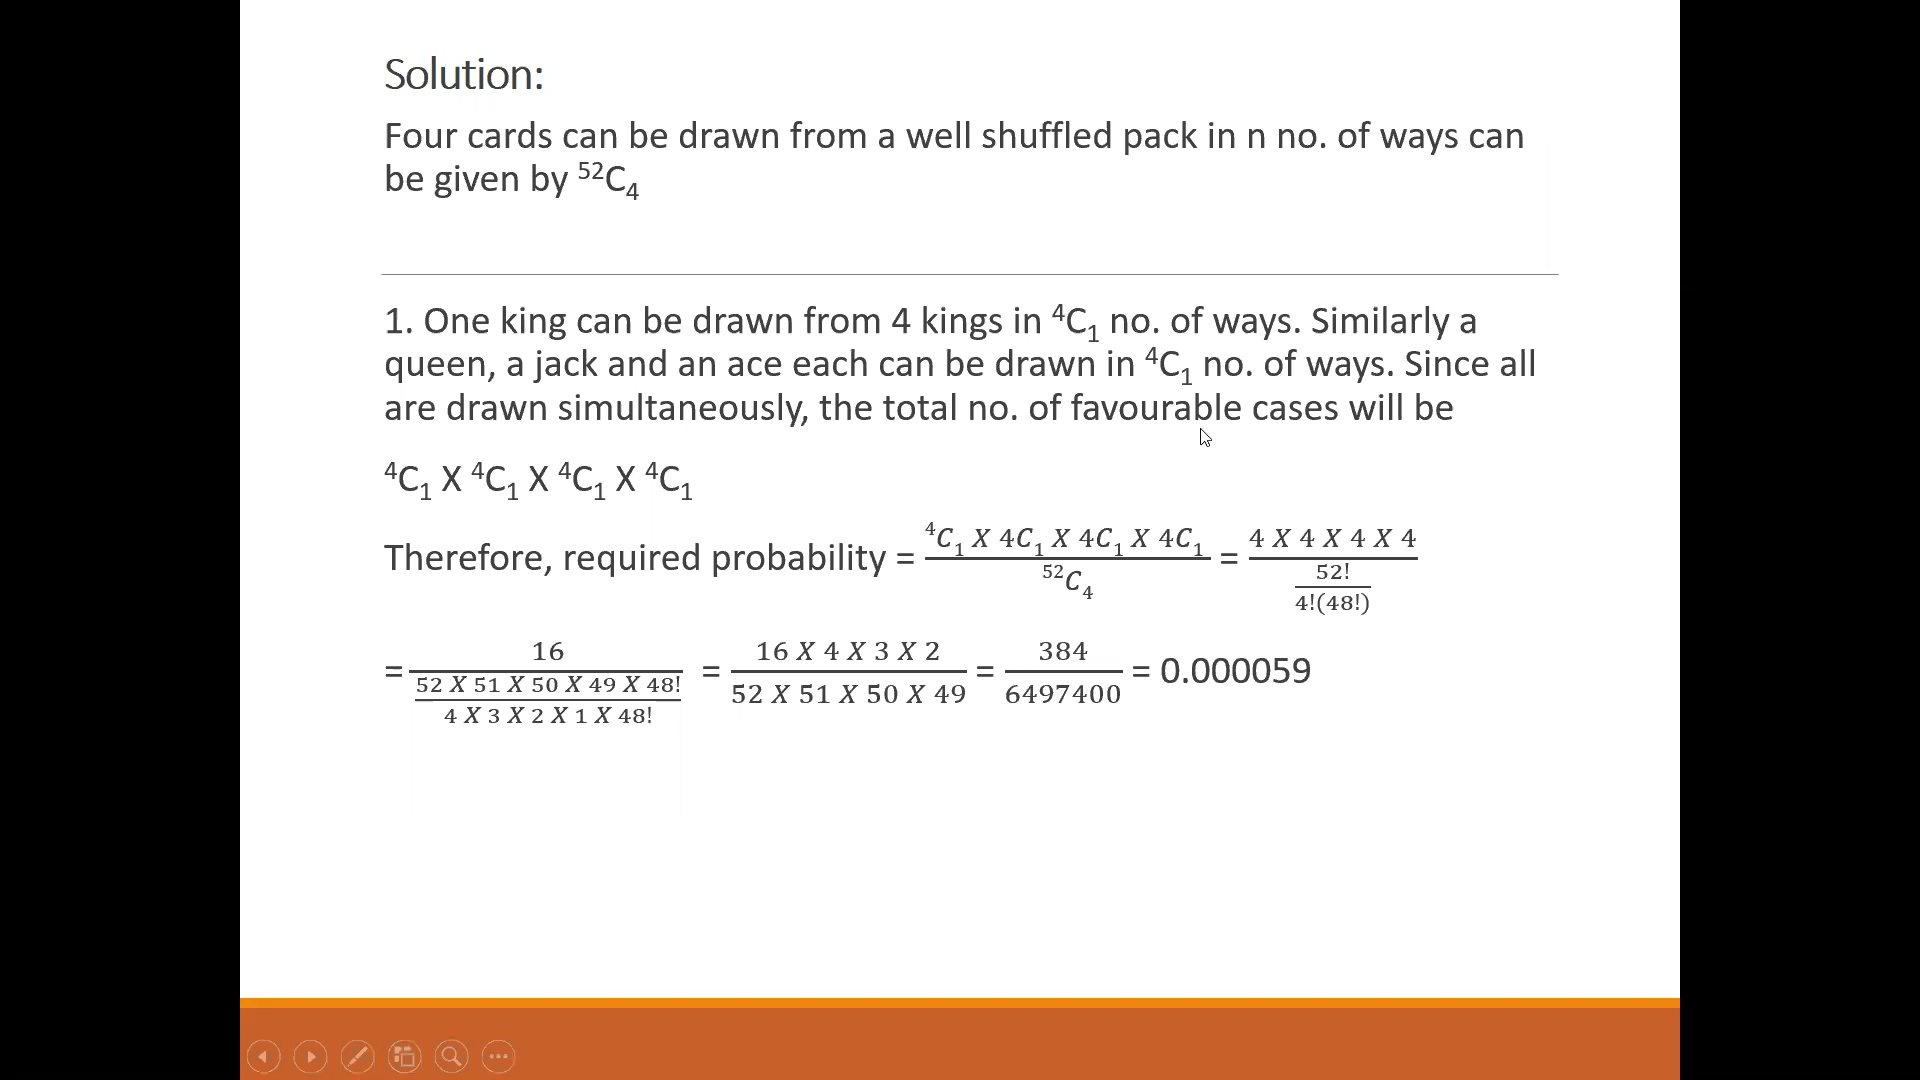 Solution:
Four cards can be drawn from a well shuffled pack in n no. of ways can
be given by ⁵²C₄
1. One king can be drawn from 4 kings in ⁴C₁ no. of ways. Similarly a
queen, a jack and an ace each can be drawn in ⁴C₁ no. of ways. Since all
are drawn simultaneously, the total no. of favourable cases will be
⁴C₁ X ⁴C₁ X ⁴C₁ X ⁴C₁
Therefore, required probability = (⁴C₁ X 4C₁ X 4C₁ X 4C₁)/(⁵²C₄) = (4 X 4 X 4 X 4)/(52!/(4!(48!)))
= 16/((52 X 51 X 50 X 49 X 48!)/(4 X 3 X 2 X 1 X 48!)) = (16 X 4 X 3 X 2)/(52 X 51 X 50 X 49) = 384/6497400 = 0.000059